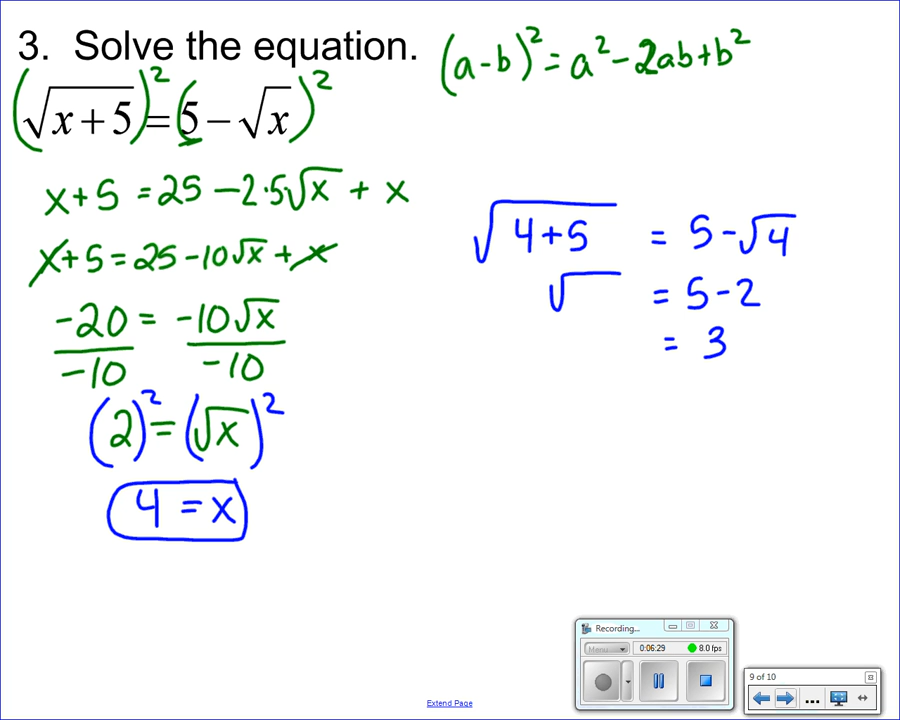 3. Solve the equation. (a-b)² = a² - 2ab + b²
(√(x+5))² = (5 - √x)²
x+5 = 25 - 2·5√x + x
x+5 = 25 - 10√x + x
-20 = -10√x
-10 -10
(2)² = (√x)²
4 = x
√(4+5) = 5 - √4
√ = 5 - 2
= 3
Recording...
Menu 0:06:29 8.0 fps
9 of 10
...
Extend Page